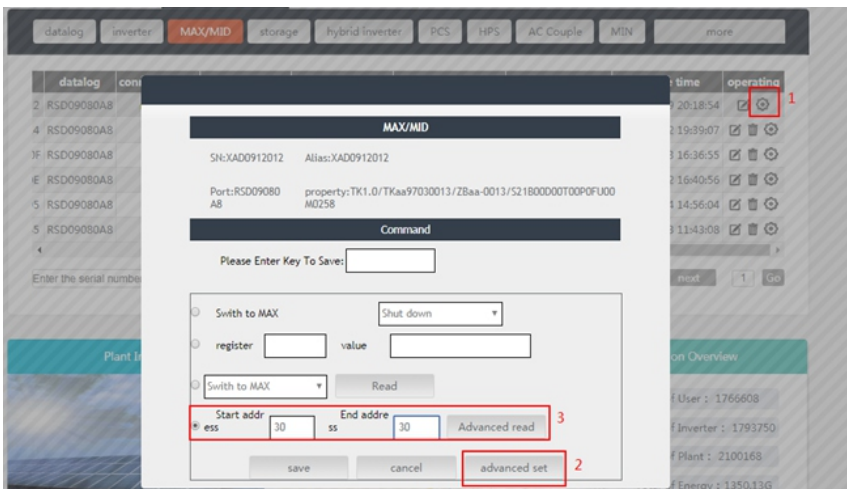 datalog inverter MAX/MID storage hybrid inverter PCS HPS AC Couple MIN more
datalog time operating
2 RSD09080A8 20:18:54 1
4 RSD09080A8 19:39:07
RSD09080A8 16:36:55
RSD09080A8 16:40:56
RSD09080A8 14:56:04
RSD09080A8 11:43:08
Enter the serial number next 1 Go
MAX/MID
SN:XAD0912012 Alias:XAD0912012
Port:RSD09080 property:TK1.0/TKaa97030013/ZBaa-0013/S21B00D00T00P0FU00
A8 M0258
Command
Please Enter Key To Save:
Swith to MAX Shut down
register value
Swith to MAX Read
Start addr End addre
ess 30 ss 30 Advanced read 3
save cancel advanced set 2
Plant on Overview
User : 1766608
Inverter : 1793750
Plant : 2100168
Energy : 1350.13G